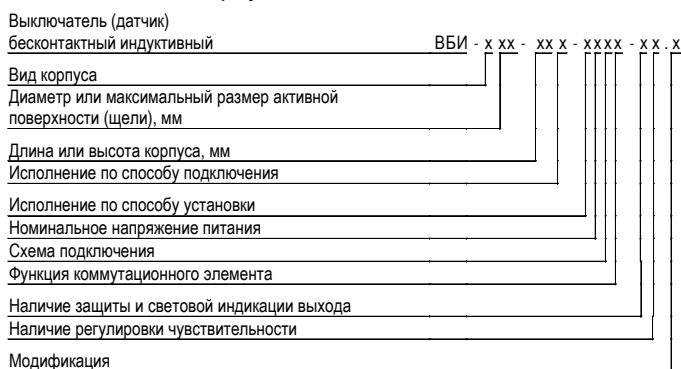 Выключатель (датчик)
бесконтактный индуктивный ВБИ - х хх - хх х - хххх - хх.х
Вид корпуса
Диаметр или максимальный размер активной
поверхности (щели), мм
Длина или высота корпуса, мм
Исполнение по способу подключения
Исполнение по способу установки
Номинальное напряжение питания
Схема подключения
Функция коммутационного элемента
Наличие защиты и световой индикации выхода
Наличие регулировки чувствительности
Модификация